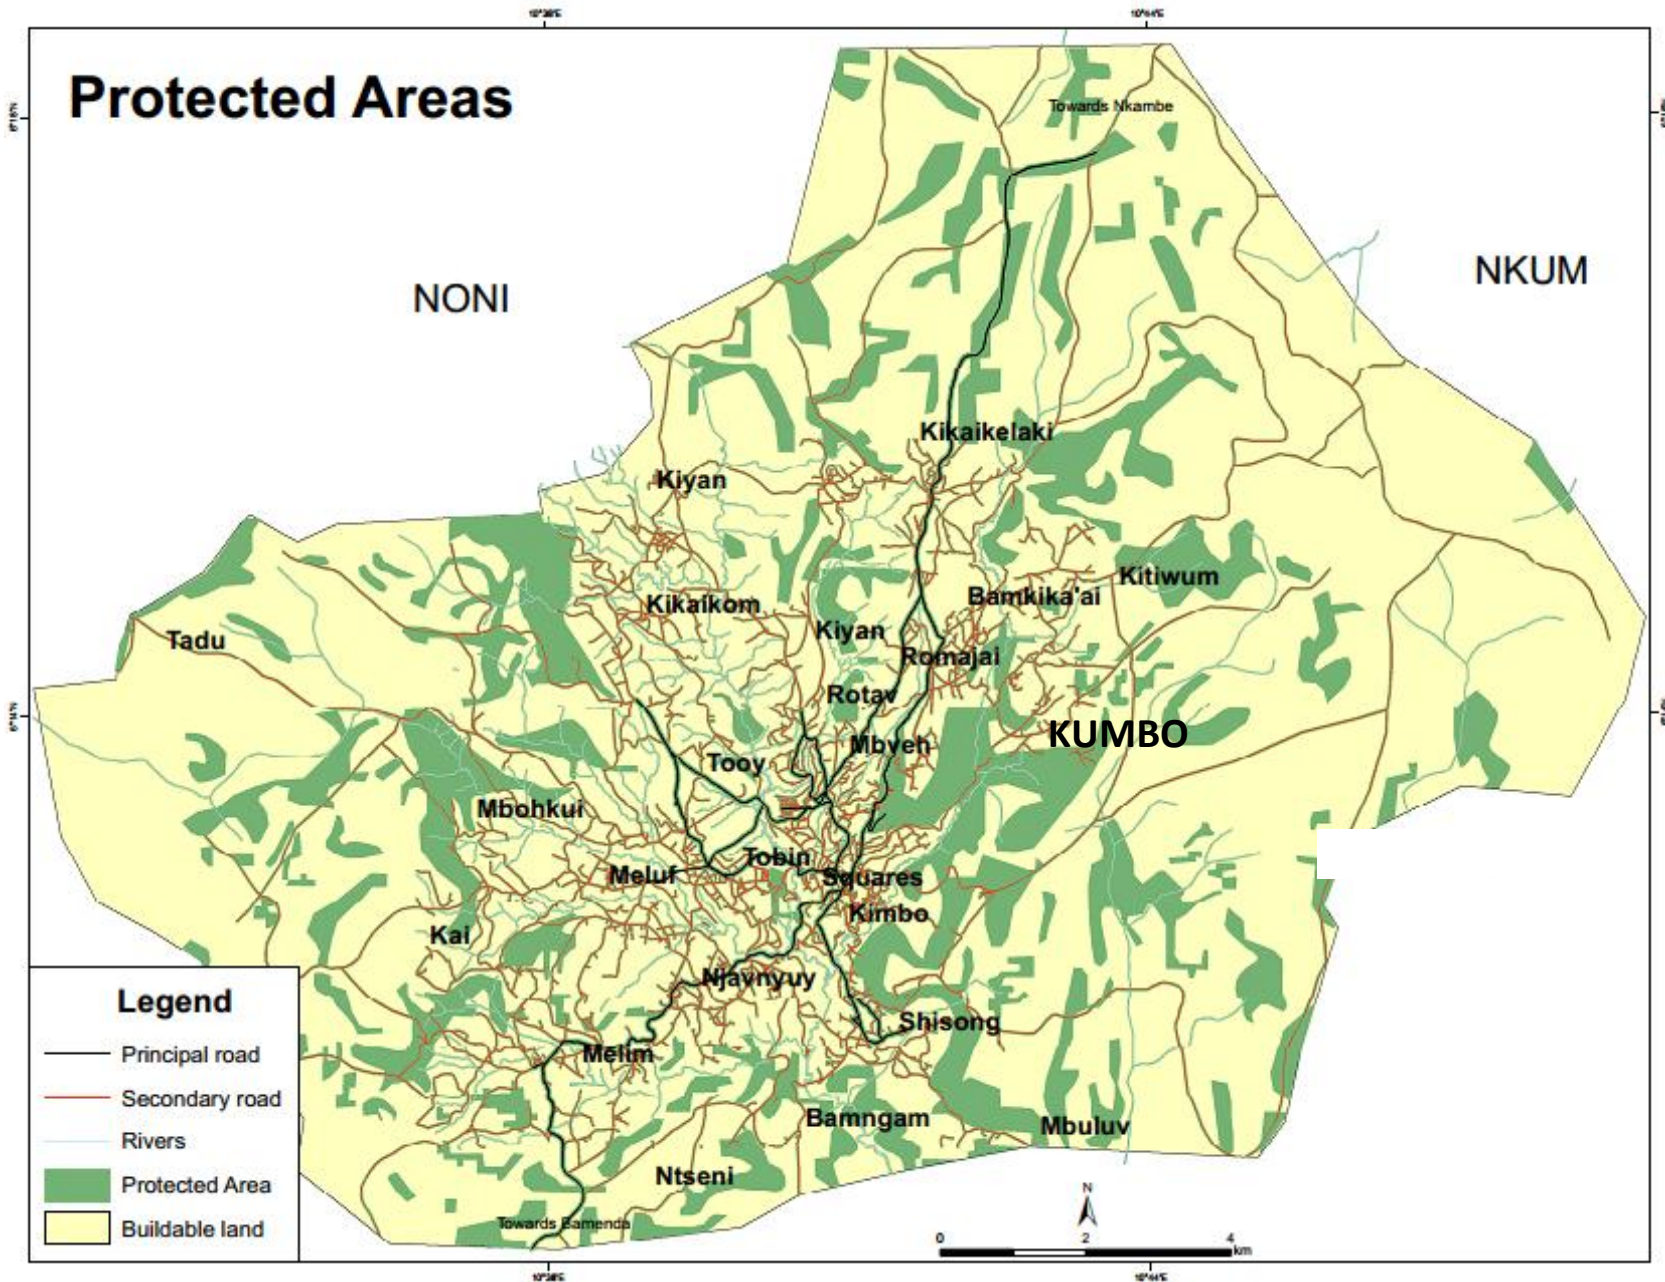 Protected Areas
Towards Nkambe
NONI
NKUM
Kikaikelaki
Kiyan
Kitiwum
Bamkika'ai
Kikaikom
Kiyan
Tadu
Romajai
Rotav
KUMBO
Mbveh
Tooy
Mbohkui
Tobin
Meluf
Squares
Kimbo
Kai
Njavnyuy
Shisong
Melim
Bamngam
Mbuluv
Ntseni
Towards Bamenda
Legend
Principal road
Secondary road
Rivers
Protected Area
Buildable land
N
0 2 4
km